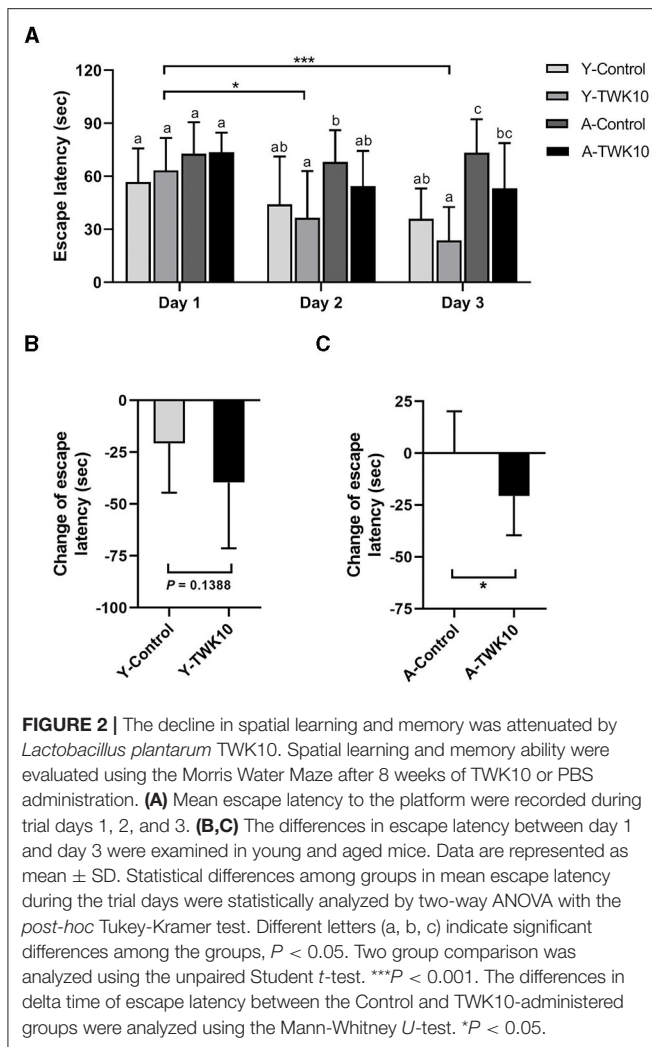 A
***
*
Y-Control
Y-TWK10
A-Control
A-TWK10
Escape latency (sec)
120
90
60
30
0
a a a a
ab a b ab
ab a c bc
Day 1 Day 2 Day 3
B
Change of escape
latency (sec)
0
-25
-50
-75
-100
P = 0.1388
Y-Control
Y-TWK10
C
Change of escape
latency (sec)
25
0
-25
-50
-75
*
A-Control
A-TWK10
FIGURE 2 | The decline in spatial learning and memory was attenuated by
Lactobacillus plantarum TWK10. Spatial learning and memory ability were
evaluated using the Morris Water Maze after 8 weeks of TWK10 or PBS
administration. (A) Mean escape latency to the platform were recorded during
trial days 1, 2, and 3. (B,C) The differences in escape latency between day 1
and day 3 were examined in young and aged mice. Data are represented as
mean ± SD. Statistical differences among groups in mean escape latency
during the trial days were statistically analyzed by two-way ANOVA with the
post-hoc Tukey-Kramer test. Different letters (a, b, c) indicate significant
differences among the groups, P < 0.05. Two group comparison was
analyzed using the unpaired Student t-test. ***P < 0.001. The differences in
delta time of escape latency between the Control and TWK10-administered
groups were analyzed using the Mann-Whitney U-test. *P < 0.05.